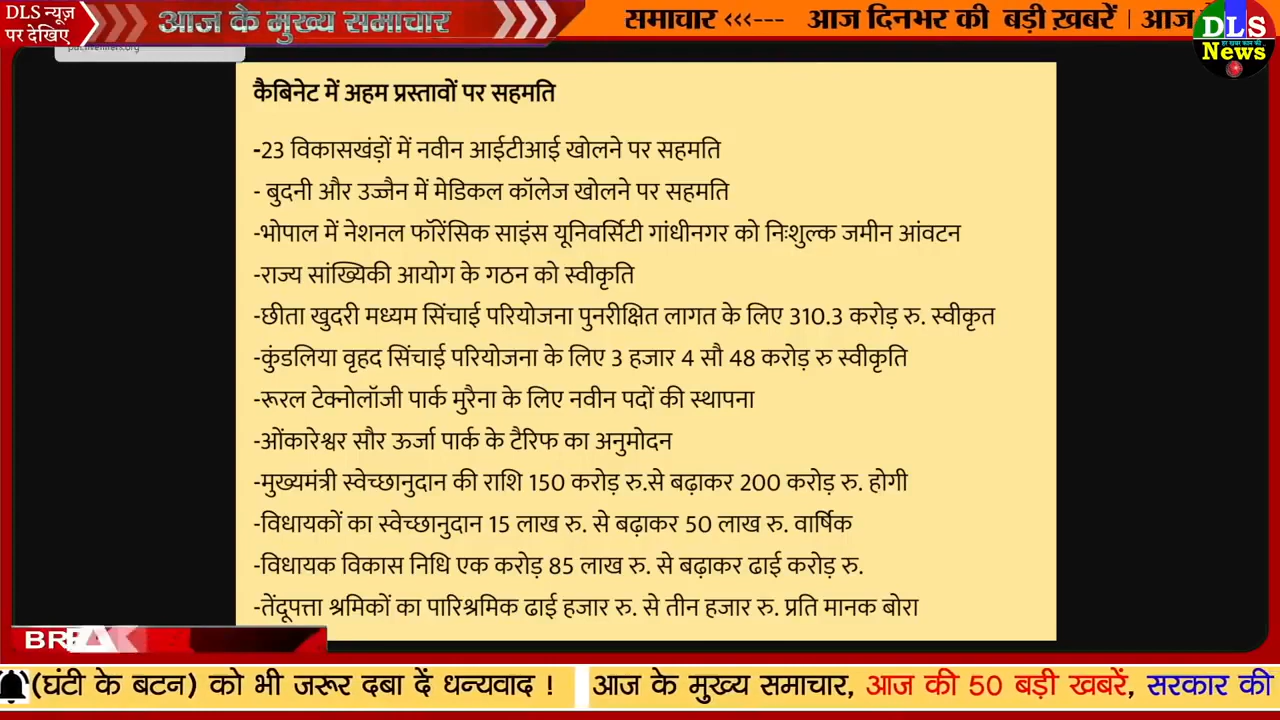 DLS न्यूज़
पर देखिए
आज के मुख्य समाचार
समाचार <<<--- आज दिनभर की बड़ी ख़बरें | आज
DLS
हर खबर काम की
News
कैबिनेट में अहम प्रस्तावों पर सहमति
-23 विकासखंड़ों में नवीन आईटीआई खोलने पर सहमति
- बुदनी और उज्जैन में मेडिकल कॉलेज खोलने पर सहमति
-भोपाल में नेशनल फॉरेंसिक साइंस यूनिवर्सिटी गांधीनगर को निःशुल्क जमीन आंवटन
-राज्य सांख्यिकी आयोग के गठन को स्वीकृति
-छीता खुदरी मध्यम सिंचाई परियोजना पुनरीक्षित लागत के लिए 310.3 करोड़ रु. स्वीकृत
-कुंडलिया वृहद सिंचाई परियोजना के लिए 3 हजार 4 सौ 48 करोड़ रु स्वीकृति
-रूरल टेक्नोलॉजी पार्क मुरैना के लिए नवीन पदों की स्थापना
-ओंकारेश्वर सौर ऊर्जा पार्क के टैरिफ का अनुमोदन
-मुख्यमंत्री स्वेच्छानुदान की राशि 150 करोड़ रु.से बढ़ाकर 200 करोड़ रु. होगी
-विधायकों का स्वेच्छानुदान 15 लाख रु. से बढ़ाकर 50 लाख रु. वार्षिक
-विधायक विकास निधि एक करोड़ 85 लाख रु. से बढ़ाकर ढाई करोड़ रु.
-तेंदूपत्ता श्रमिकों का पारिश्रमिक ढाई हजार रु. से तीन हजार रु. प्रति मानक बोरा
(घंटी के बटन) को भी जरूर दबा दें धन्यवाद ! आज के मुख्य समाचार, आज की 50 बड़ी खबरें, सरकार की